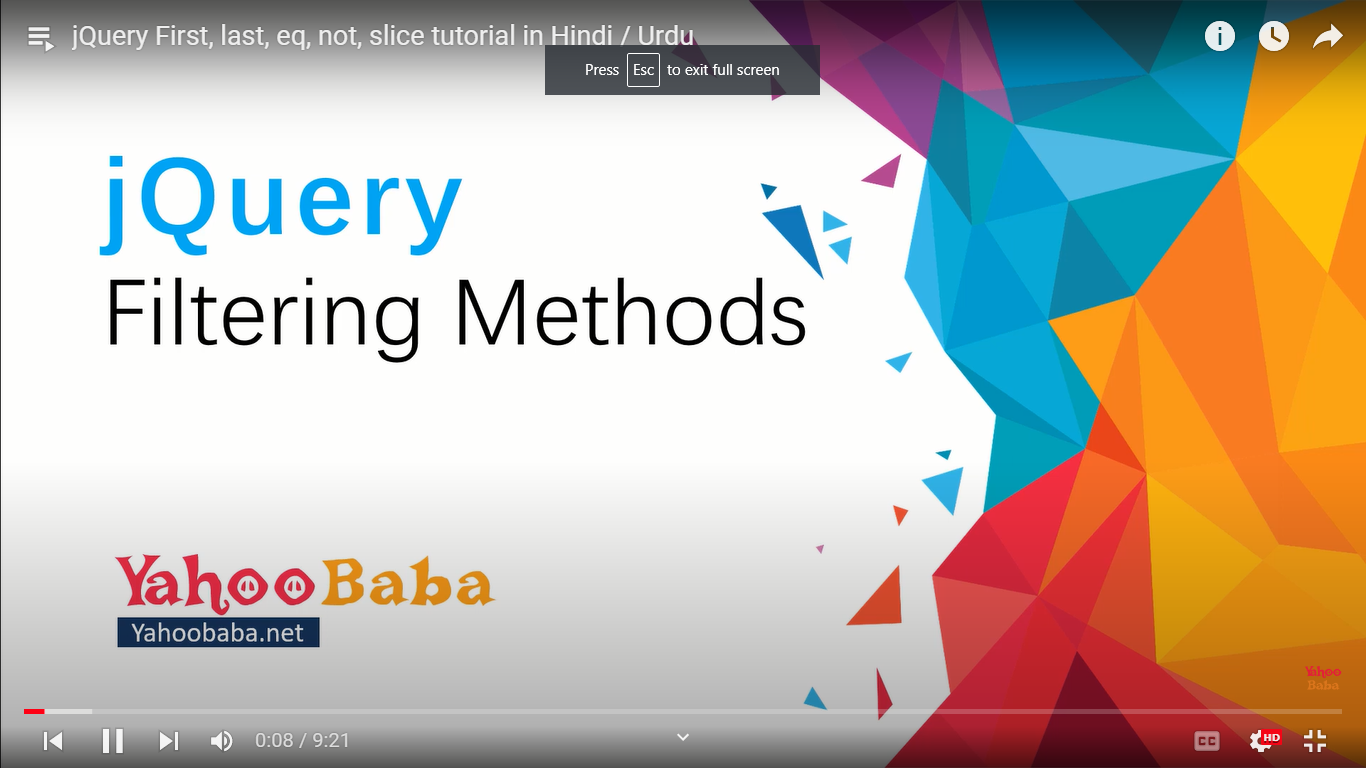 jQuery First, last, eq, not, slice tutorial in Hindi / Urdu
Press Esc to exit full screen
jQuery
Filtering Methods
YahooBaba
Yahoobaba.net
Yahoo
Baba
0:08 / 9:21
CC
HD